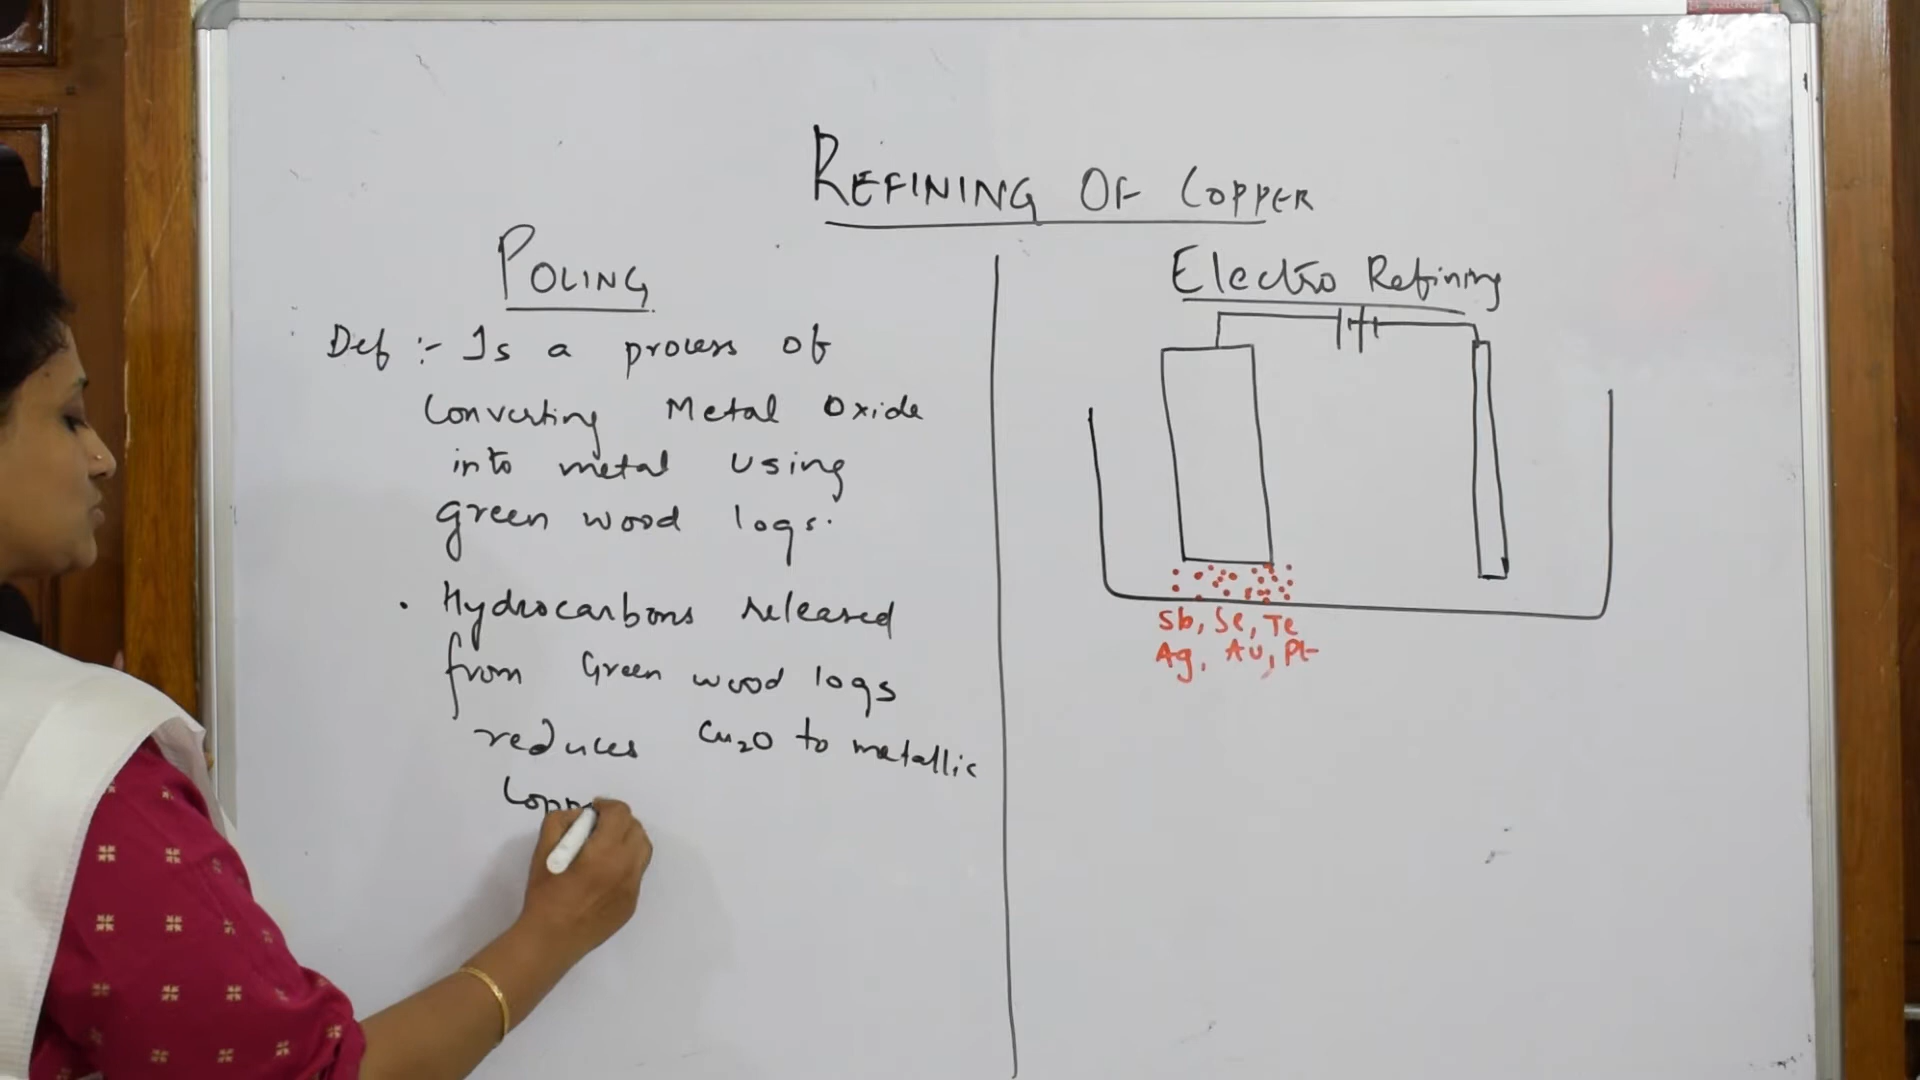 REFINING OF COPPER
POLING
Def :- Is a process of
Converting Metal Oxide
into metal using
green wood logs.
• Hydrocarbons released
from Green wood logs
reduces Cu₂O to metallic
Copp
Electro Refining
Sb, Se, Te
Ag, Au, Pt